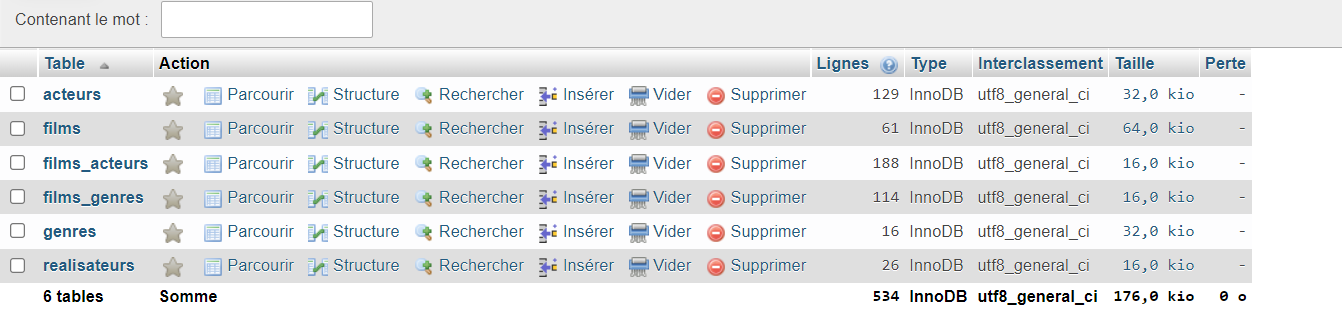 Contenant le mot :
Table Action Lignes Type Interclassement Taille Perte
acteurs Parcourir Structure Rechercher Insérer Vider Supprimer 129 InnoDB utf8_general_ci 32,0 kio -
films Parcourir Structure Rechercher Insérer Vider Supprimer 61 InnoDB utf8_general_ci 64,0 kio -
films_acteurs Parcourir Structure Rechercher Insérer Vider Supprimer 188 InnoDB utf8_general_ci 16,0 kio -
films_genres Parcourir Structure Rechercher Insérer Vider Supprimer 114 InnoDB utf8_general_ci 16,0 kio -
genres Parcourir Structure Rechercher Insérer Vider Supprimer 16 InnoDB utf8_general_ci 32,0 kio -
realisateurs Parcourir Structure Rechercher Insérer Vider Supprimer 26 InnoDB utf8_general_ci 16,0 kio -
6 tables Somme 534 InnoDB utf8_general_ci 176,0 kio 0 o